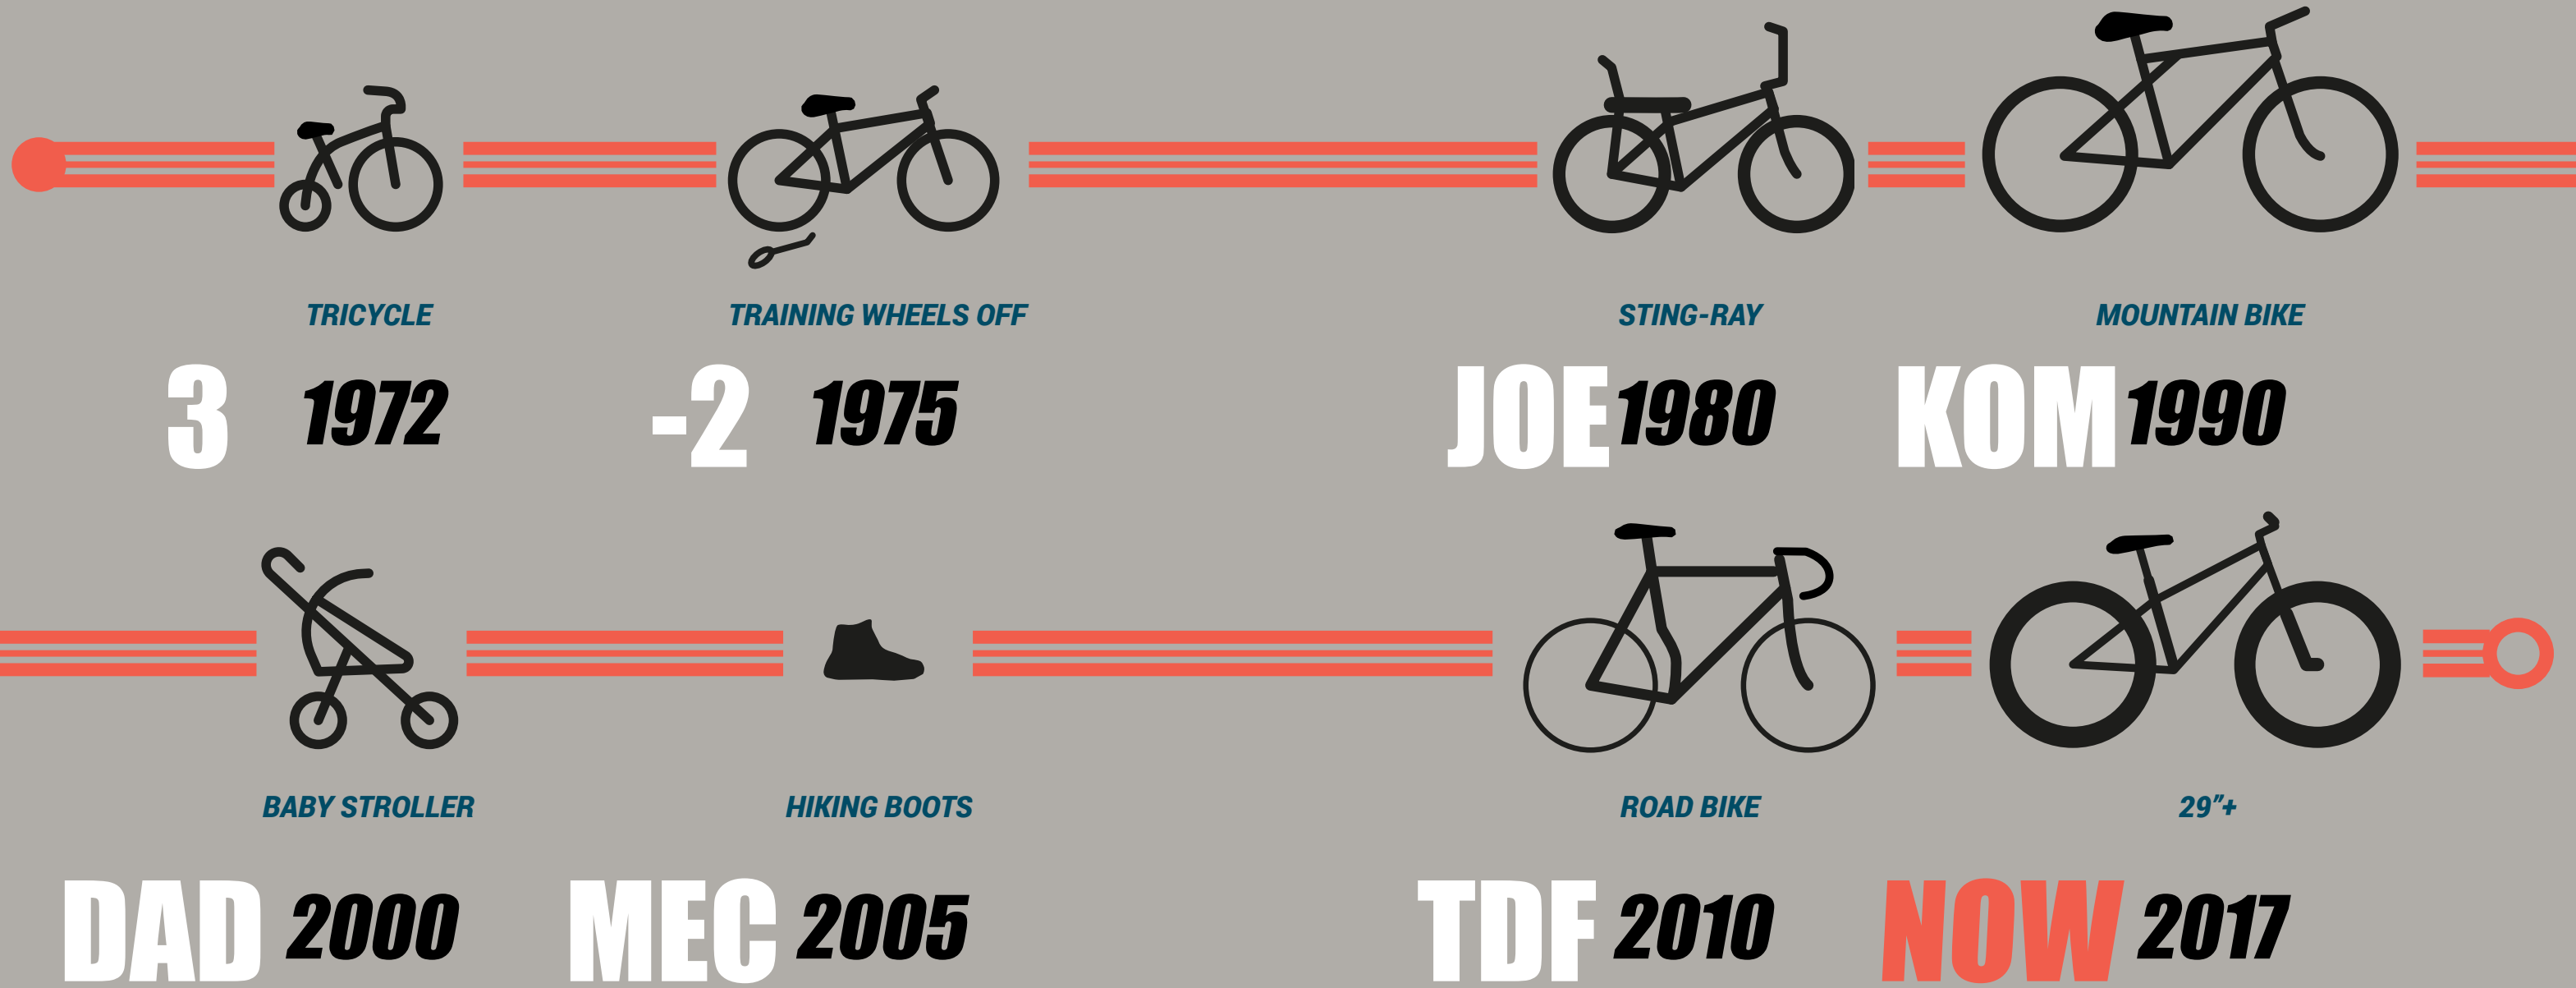 TRICYCLE
TRAINING WHEELS OFF
STING-RAY
MOUNTAIN BIKE
3 1972
-2 1975
JOE 1980
KOM 1990
BABY STROLLER
HIKING BOOTS
ROAD BIKE
29”+
DAD 2000
MEC 2005
TDF 2010
NOW 2017